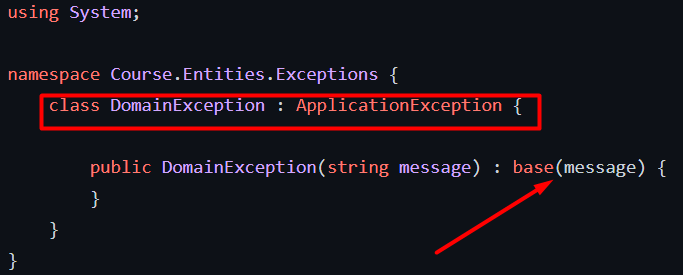 using System;
namespace Course.Entities.Exceptions {
class DomainException : ApplicationException {
public DomainException(string message) : base(message) {
}
}
}